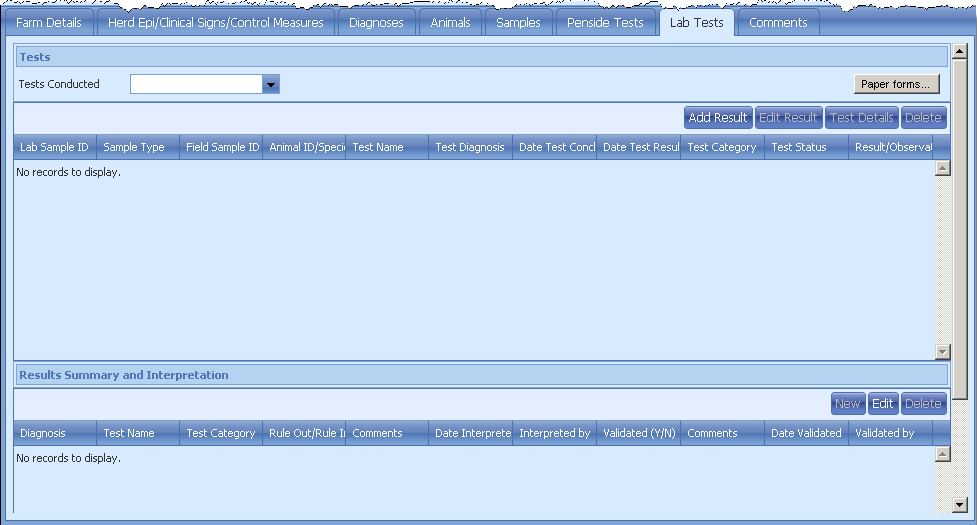 Farm Details Herd Epi/Clinical Signs/Control Measures Diagnoses Animals Samples Penside Tests Lab Tests Comments
Tests
Tests Conducted Paper forms...
Add Result Edit Result Test Details Delete
Lab Sample ID Sample Type Field Sample ID Animal ID/Speci Test Name Test Diagnosis Date Test Concl Date Test Resul Test Category Test Status Result/Observat
No records to display.
Results Summary and Interpretation
New Edit Delete
Diagnosis Test Name Test Category Rule Out/Rule I Comments Date Interprete Interpreted by Validated (Y/N) Comments Date Validated Validated by
No records to display.